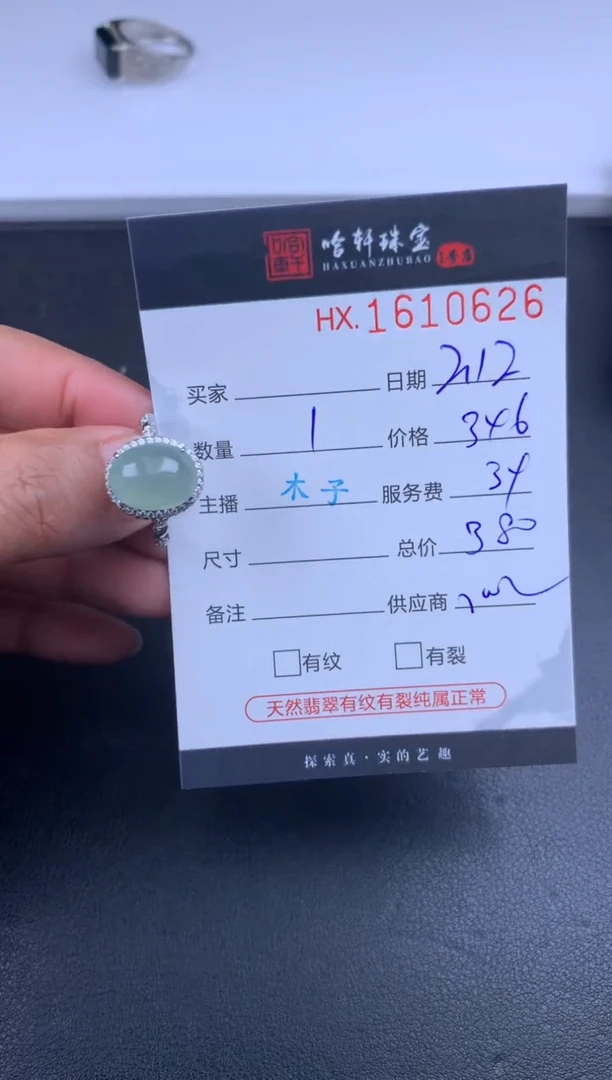 哈轩珠宝
HAXUANZHUBAO 1号店
HX.1610626
买家 日期 2.12
数量 1 价格 346
主播 木子 服务费 34
尺寸 总价 380
备注 供应商
有纹 有裂
天然翡翠有纹有裂纯属正常
探索真·实的艺趣